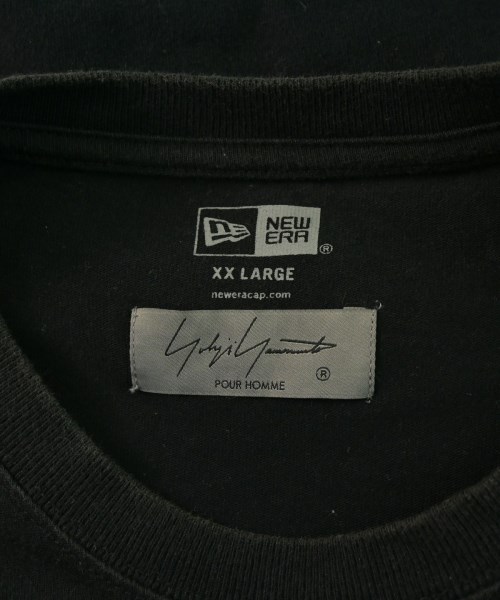 NEW
ERA
®
XX LARGE
neweracap.com
Yohji Yamamoto
POUR HOMME
®